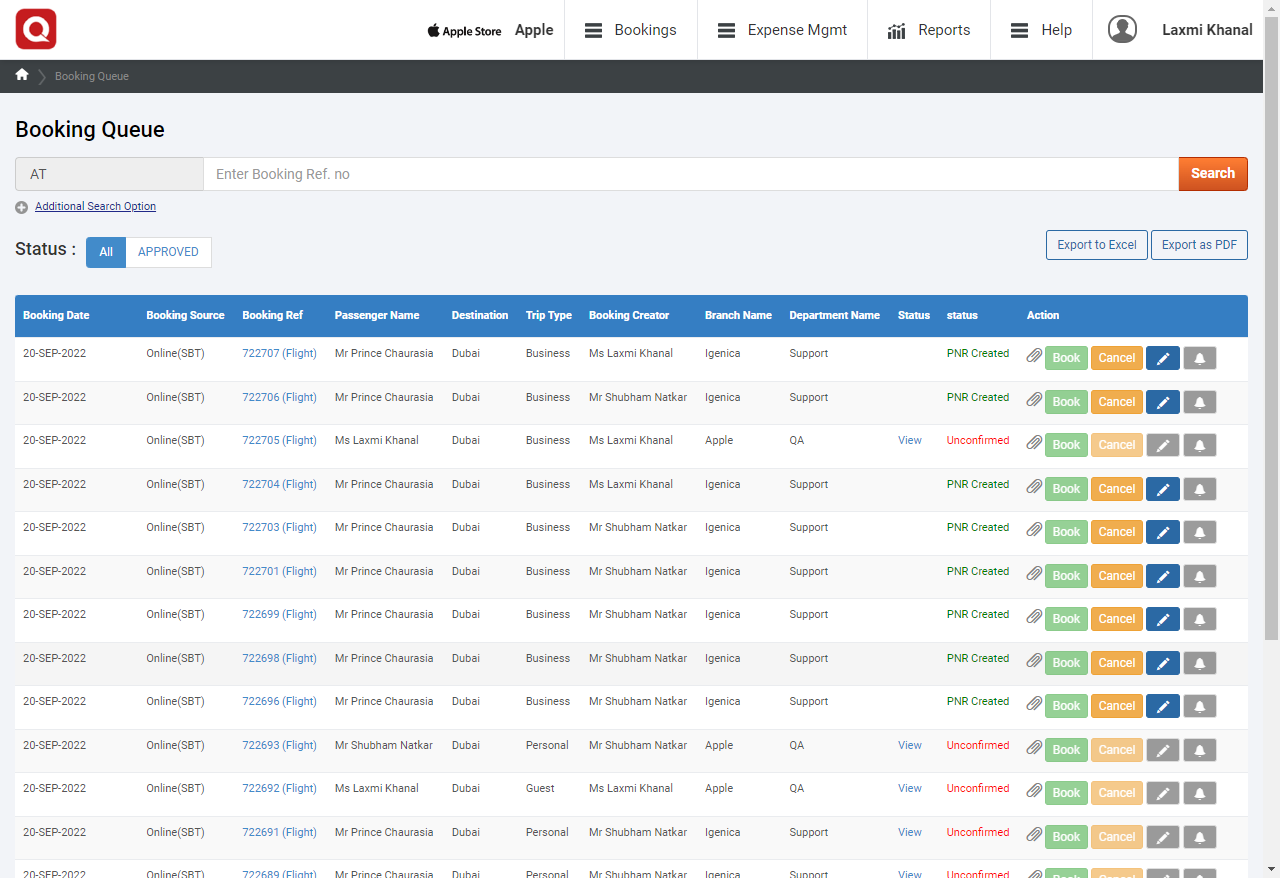 Apple Store Apple Bookings Expense Mgmt Reports Help Laxmi Khanal
Booking Queue
Booking Queue
AT Enter Booking Ref. no Search
Additional Search Option
Status : All APPROVED Export to Excel Export as PDF
Booking Date Booking Source Booking Ref Passenger Name Destination Trip Type Booking Creator Branch Name Department Name Status status Action
20-SEP-2022 Online(SBT) 722707 (Flight) Mr Prince Chaurasia Dubai Business Ms Laxmi Khanal Igenica Support PNR Created Book Cancel
20-SEP-2022 Online(SBT) 722706 (Flight) Mr Prince Chaurasia Dubai Business Mr Shubham Natkar Igenica Support PNR Created Book Cancel
20-SEP-2022 Online(SBT) 722705 (Flight) Ms Laxmi Khanal Dubai Business Ms Laxmi Khanal Apple QA View Unconfirmed Book Cancel
20-SEP-2022 Online(SBT) 722704 (Flight) Mr Prince Chaurasia Dubai Business Ms Laxmi Khanal Igenica Support PNR Created Book Cancel
20-SEP-2022 Online(SBT) 722703 (Flight) Mr Prince Chaurasia Dubai Business Mr Shubham Natkar Igenica Support PNR Created Book Cancel
20-SEP-2022 Online(SBT) 722701 (Flight) Mr Prince Chaurasia Dubai Business Mr Shubham Natkar Igenica Support PNR Created Book Cancel
20-SEP-2022 Online(SBT) 722699 (Flight) Mr Prince Chaurasia Dubai Business Mr Shubham Natkar Igenica Support PNR Created Book Cancel
20-SEP-2022 Online(SBT) 722698 (Flight) Mr Prince Chaurasia Dubai Business Mr Shubham Natkar Igenica Support PNR Created Book Cancel
20-SEP-2022 Online(SBT) 722696 (Flight) Mr Prince Chaurasia Dubai Business Mr Shubham Natkar Igenica Support PNR Created Book Cancel
20-SEP-2022 Online(SBT) 722693 (Flight) Mr Shubham Natkar Dubai Personal Mr Shubham Natkar Apple QA View Unconfirmed Book Cancel
20-SEP-2022 Online(SBT) 722692 (Flight) Ms Laxmi Khanal Dubai Guest Ms Laxmi Khanal Apple QA View Unconfirmed Book Cancel
20-SEP-2022 Online(SBT) 722691 (Flight) Mr Prince Chaurasia Dubai Personal Mr Shubham Natkar Igenica Support View Unconfirmed Book Cancel
20-SEP-2022 Online(SBT) 722689 (Flight) Mr Prince Chaurasia Dubai Personal Mr Shubham Natkar Igenica Support View Unconfirmed Book Cancel